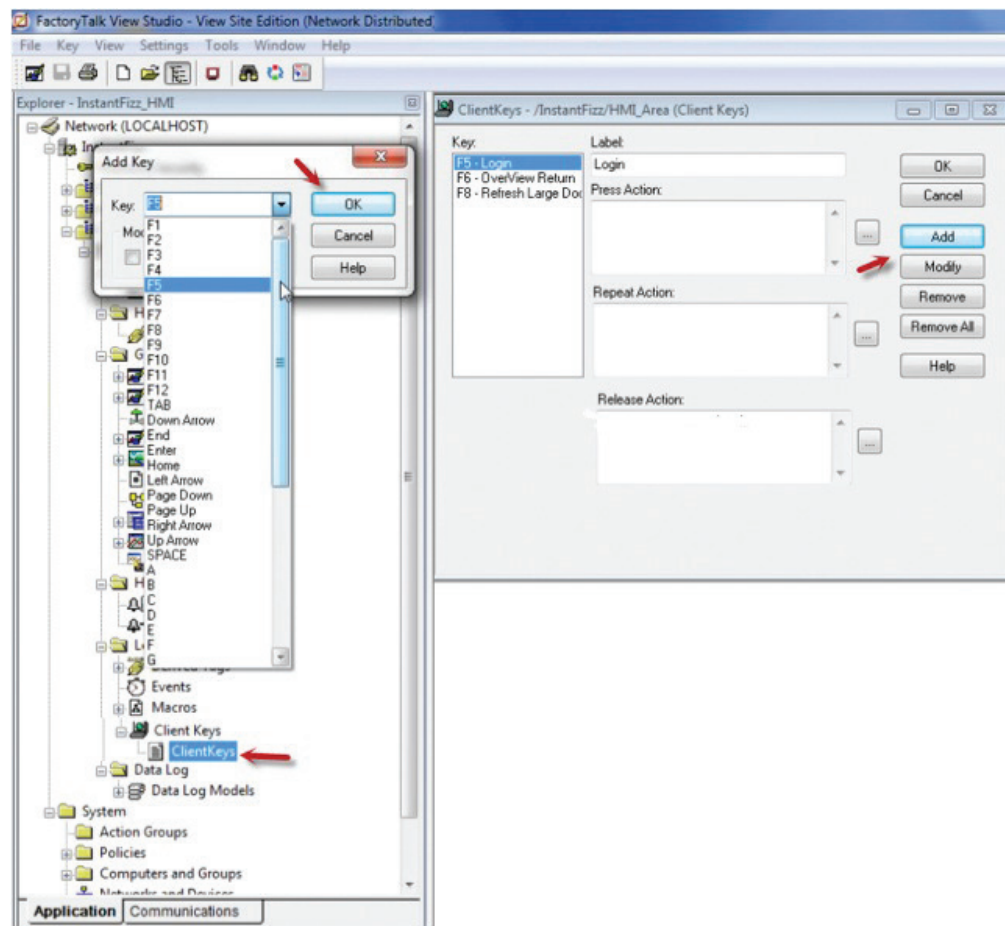 FactoryTalk View Studio - View Site Edition (Network Distributed
File Key View Settings Tools Window Help
Explorer - InstantFizz_HMI
Network (LOCALHOST)
Add Key
Key: F5
OK
Cancel
Help
F1
F2
F3
F4
F5
F6
F7
F8
F9
F10
F11
F12
TAB
Down Arrow
End
Enter
Home
Left Arrow
Page Down
Page Up
Right Arrow
Up Arrow
SPACE
A
B
C
D
E
F
G
Events
Macros
Client Keys
ClientKeys
Data Log
Data Log Models
System
Action Groups
Policies
Computers and Groups
Networks and Devices
Application Communications
ClientKeys - /InstantFizz/HMI_Area (Client Keys)
Key:
F5 - Login
F6 - OverView Return
F8 - Refresh Large Doc
Label:
Login
Press Action:
...
Repeat Action:
...
Release Action:
...
OK
Cancel
Add
Modify
Remove
Remove All
Help